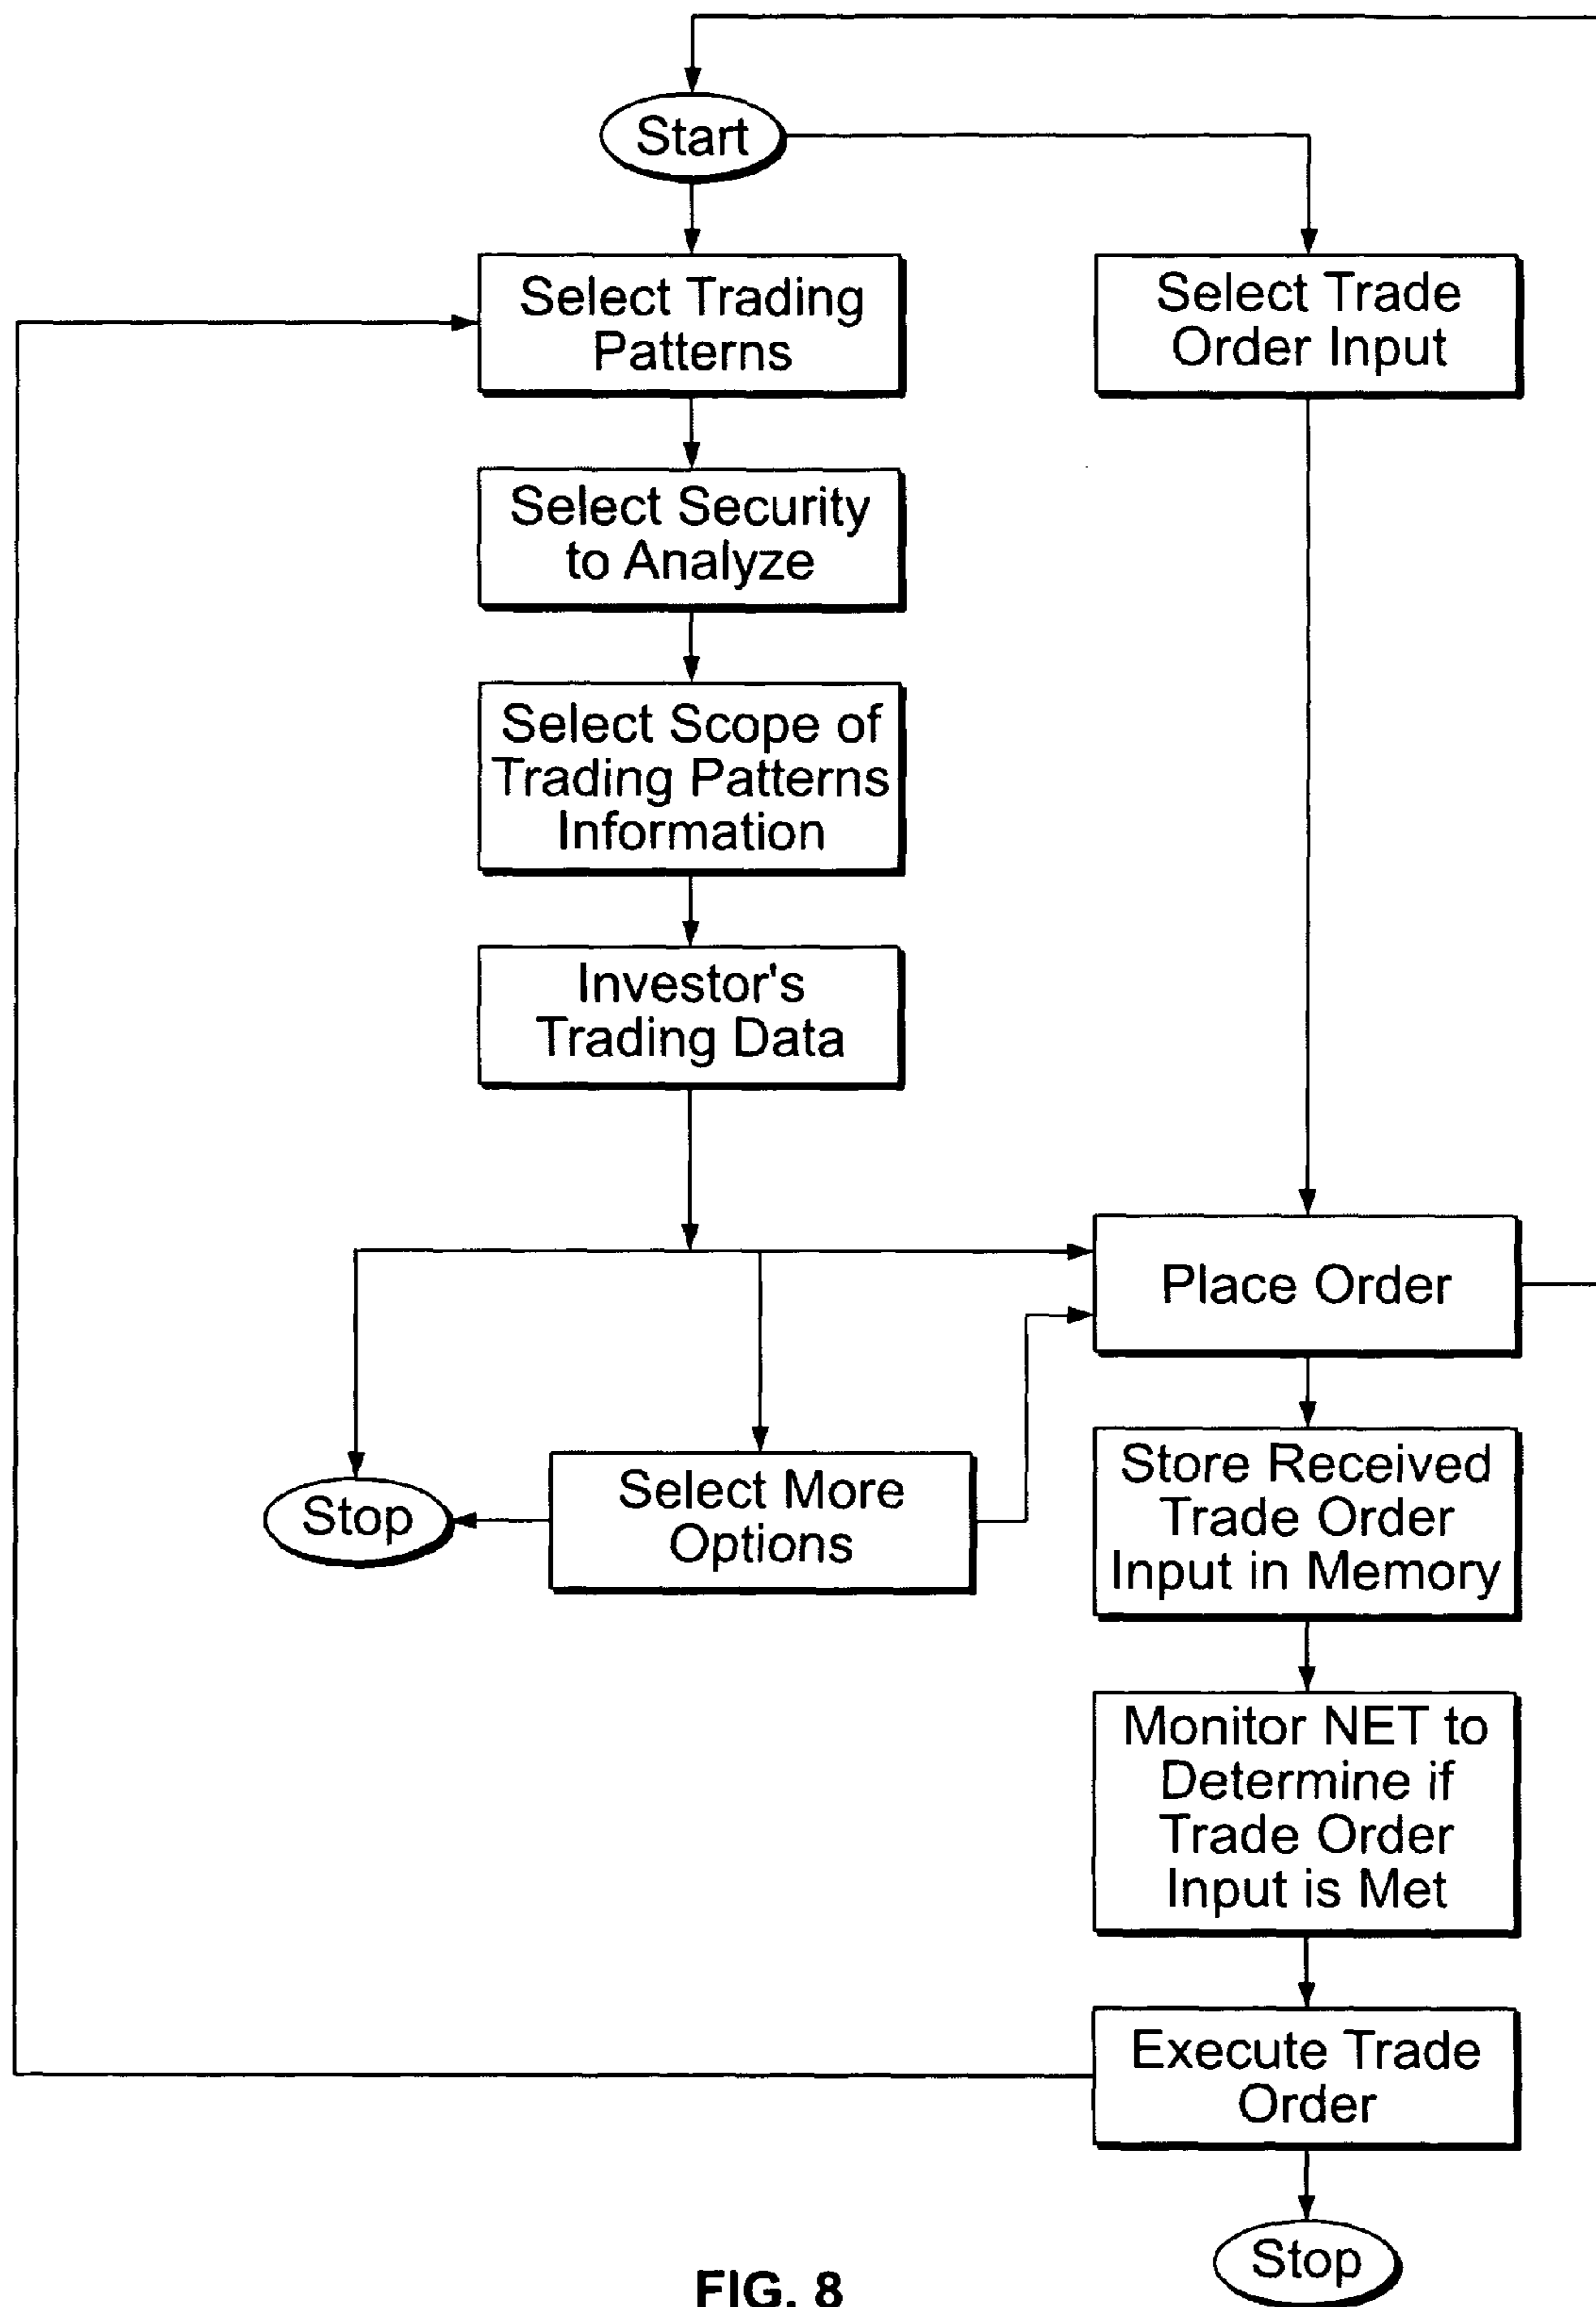 Start
Select Trading
Patterns
Select Trade
Order Input
Select Security
to Analyze
Select Scope of
Trading Patterns
Information
Investor's
Trading Data
Place Order
Stop
Select More
Options
Store Received
Trade Order
Input in Memory
Monitor NET to
Determine if
Trade Order
Input is Met
Execute Trade
Order
Stop
FIG. 8